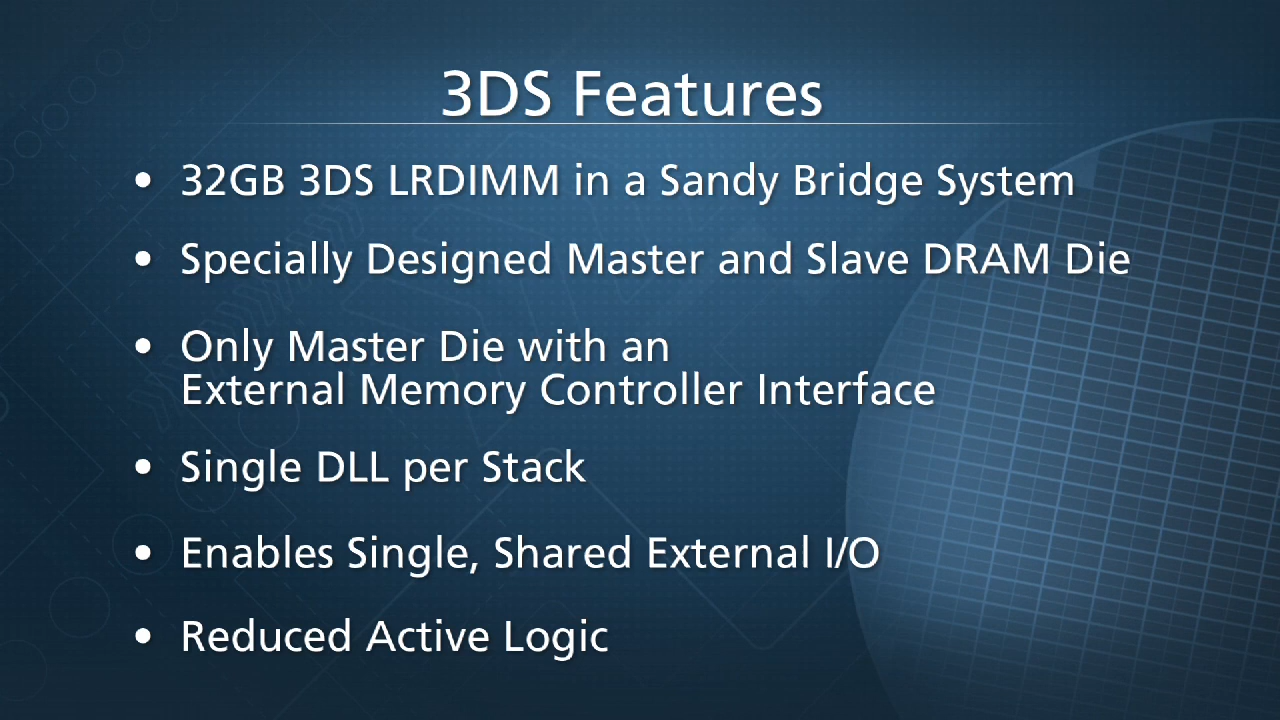 3DS Features
• 32GB 3DS LRDIMM in a Sandy Bridge System
• Specially Designed Master and Slave DRAM Die
• Only Master Die with an
External Memory Controller Interface
• Single DLL per Stack
• Enables Single, Shared External I/O
• Reduced Active Logic